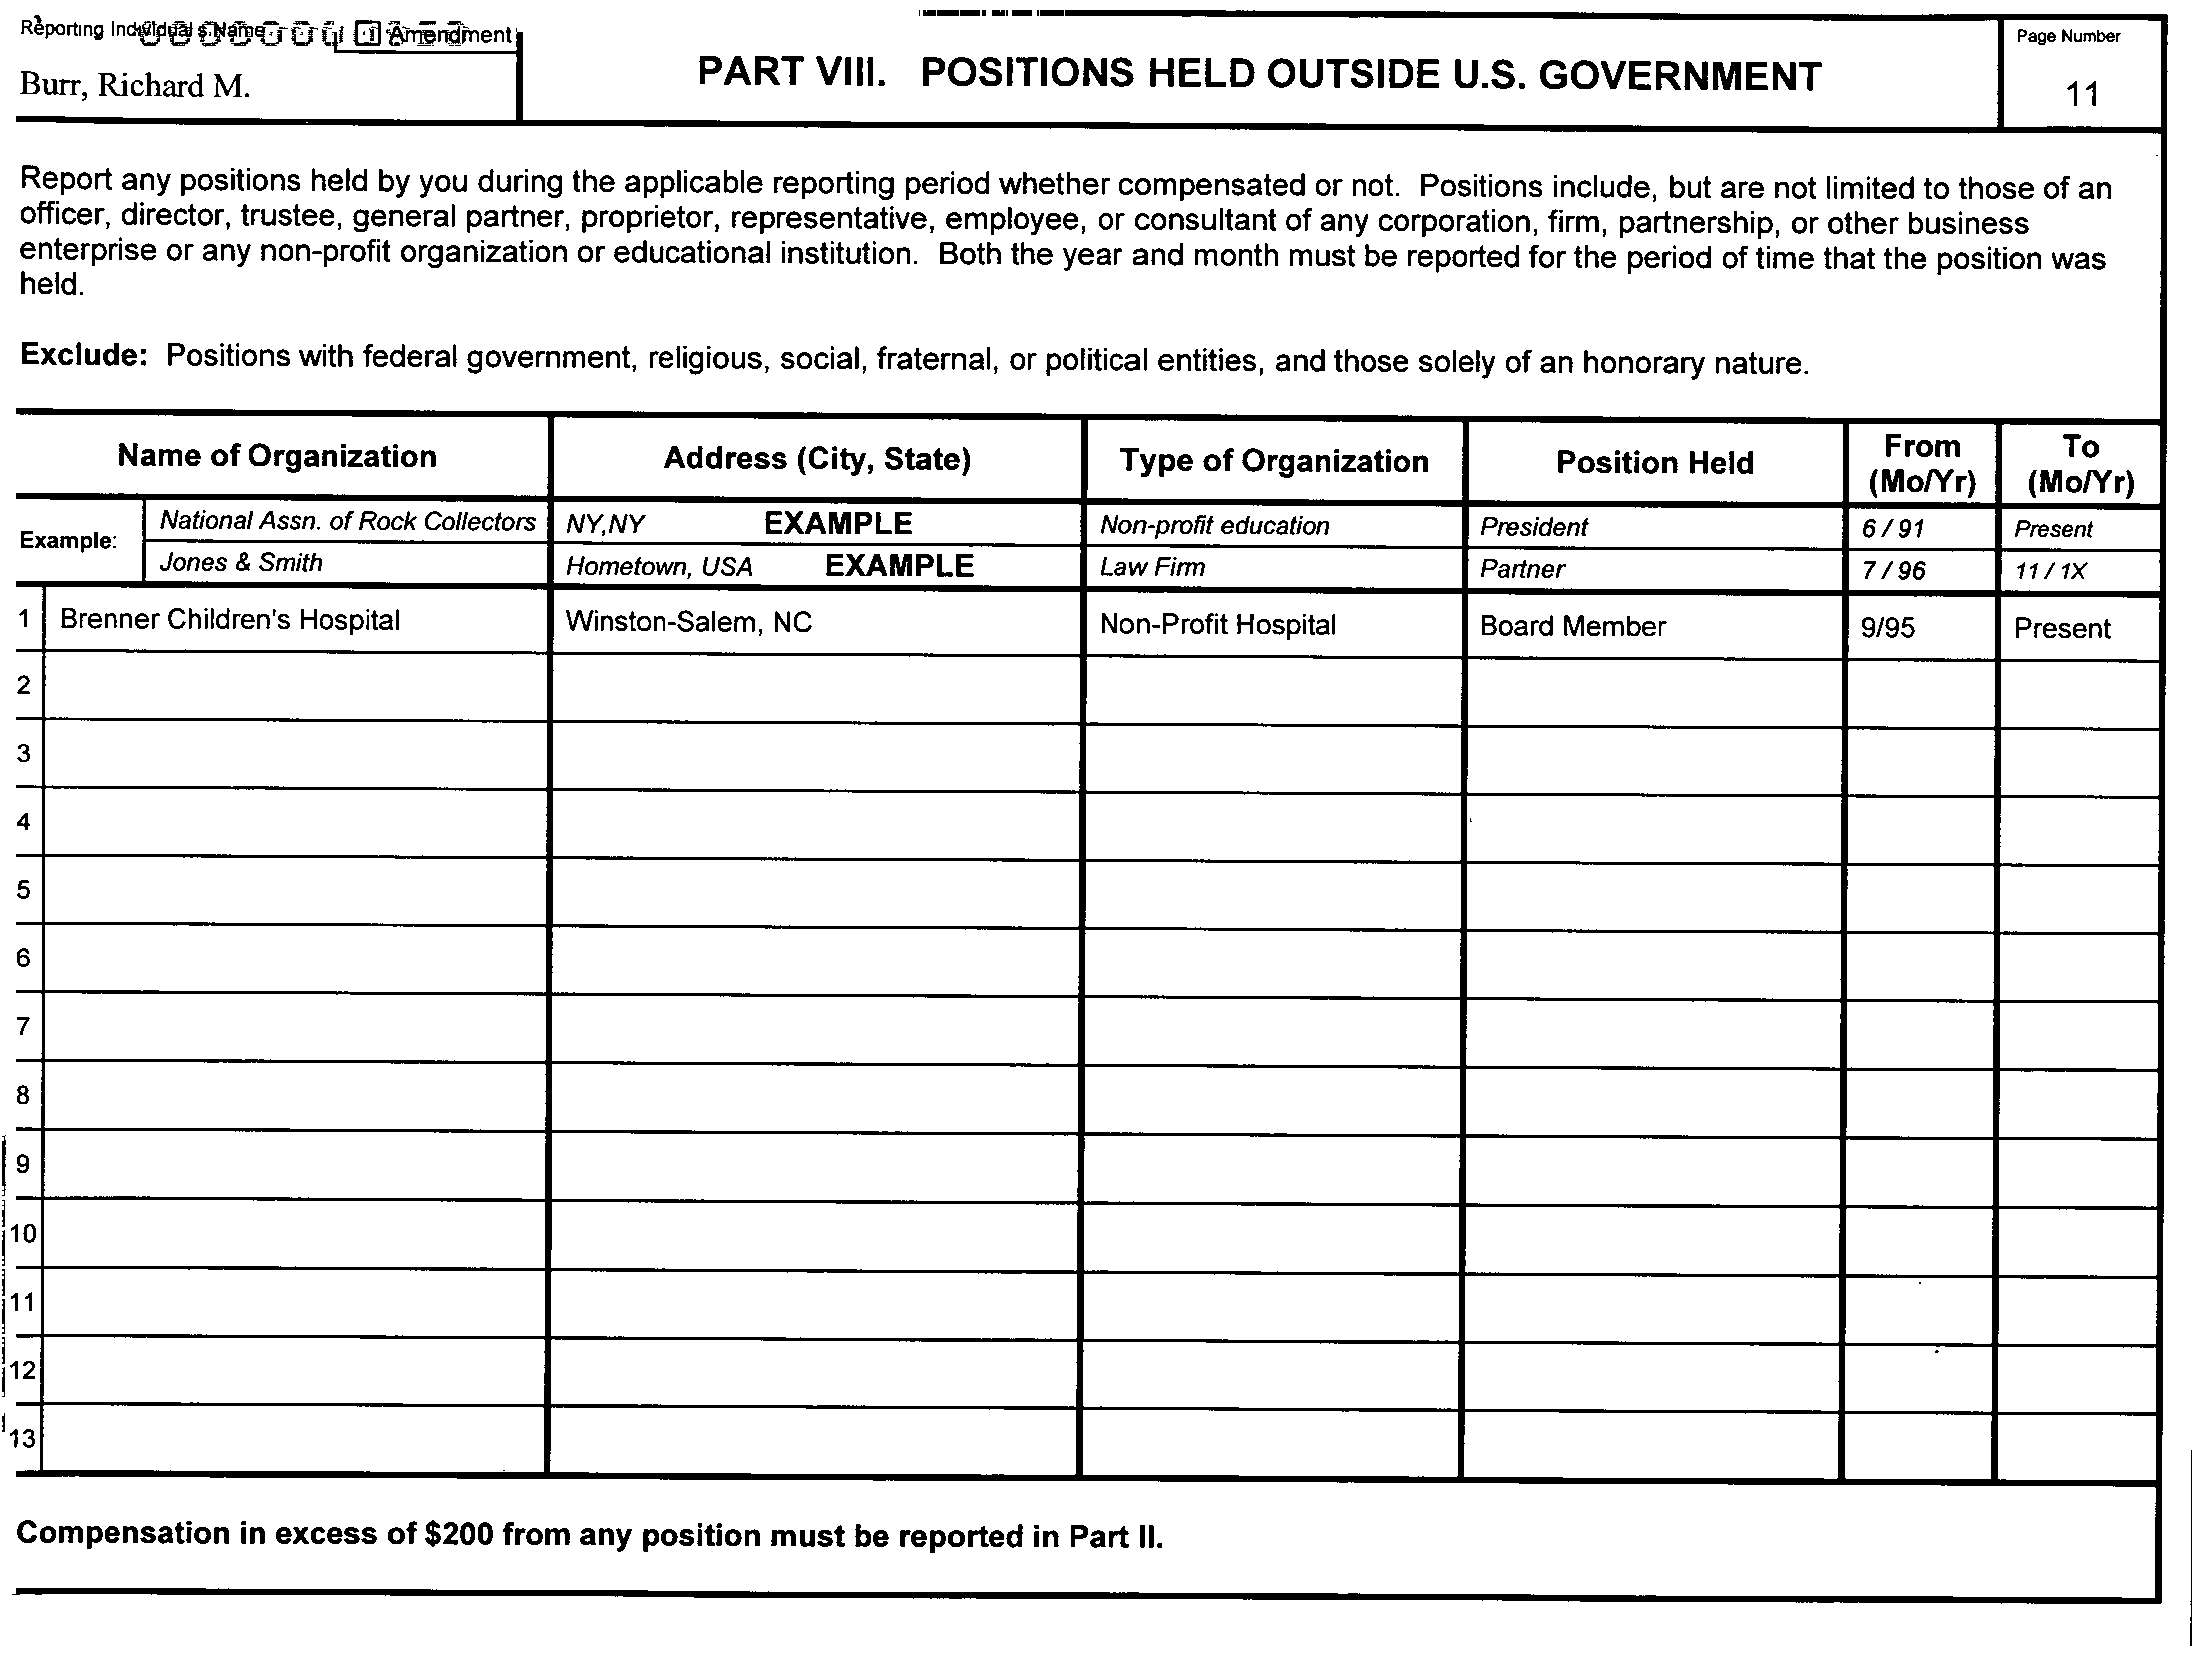 Reporting Individual's Name Amendment
Burr, Richard M.
PART VIII. POSITIONS HELD OUTSIDE U.S. GOVERNMENT
Page Number
11
Report any positions held by you during the applicable reporting period whether compensated or not. Positions include, but are not limited to those of an
officer, director, trustee, general partner, proprietor, representative, employee, or consultant of any corporation, firm, partnership, or other business
enterprise or any non-profit organization or educational institution. Both the year and month must be reported for the period of time that the position was
held.
Exclude: Positions with federal government, religious, social, fraternal, or political entities, and those solely of an honorary nature.
Name of Organization Address (City, State) Type of Organization Position Held From (Mo/Yr) To (Mo/Yr)
Example: National Assn. of Rock Collectors NY,NY EXAMPLE Non-profit education President 6 / 91 Present
Jones & Smith Hometown, USA EXAMPLE Law Firm Partner 7 / 96 11 / 1X
1 Brenner Children's Hospital Winston-Salem, NC Non-Profit Hospital Board Member 9/95 Present
2
3
4
5
6
7
8
9
10
11
12
13
Compensation in excess of $200 from any position must be reported in Part II.